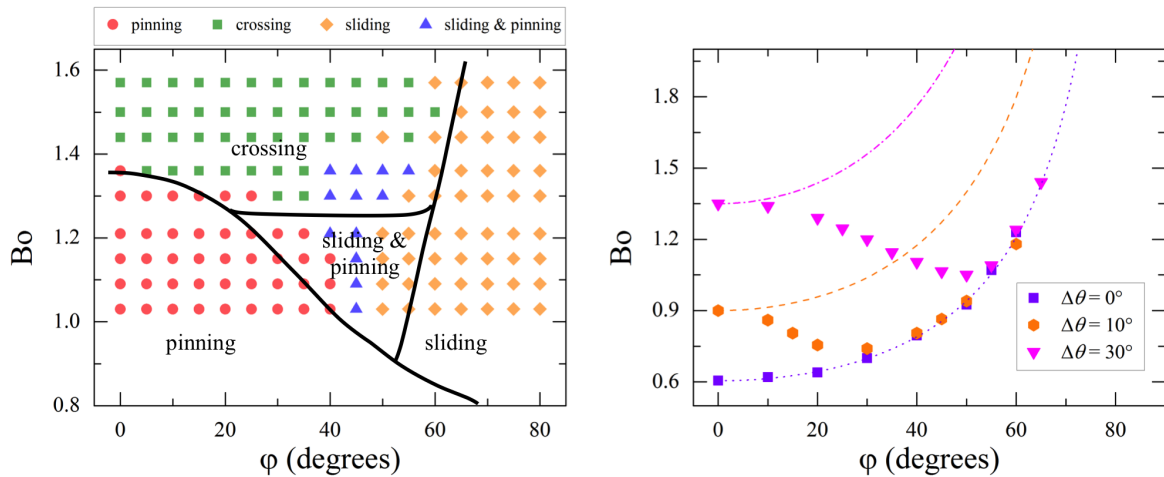 pinning crossing sliding sliding & pinning
1.6
1.4
1.2
1.0
0.8
Bo
crossing
sliding &
pinning
pinning
sliding
0 20 40 60 80
φ (degrees)
1.8
1.5
1.2
0.9
0.6
Bo
Δθ = 0°
Δθ = 10°
Δθ = 30°
0 20 40 60 80
φ (degrees)